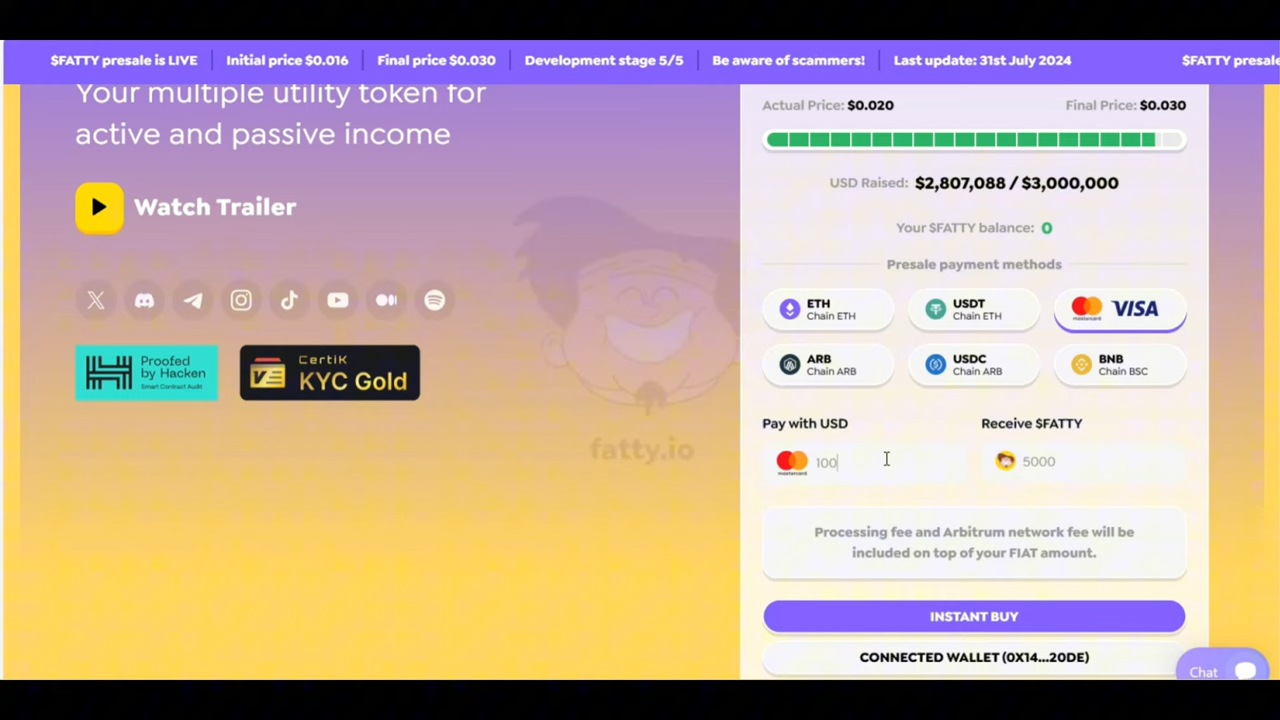 $FATTY presale is LIVE
Initial price $0.016
Final price $0.030
Development stage 5/5
Be aware of scammers!
Last update: 31st July 2024
$FATTY presale
Your multiple utility token for
active and passive income
Watch Trailer
Proofed
by Hacken
Smart Contract Audit
CertiK
KYC Gold
fatty.io
Actual Price: $0.020
Final Price: $0.030
USD Raised: $2,807,088 / $3,000,000
Your $FATTY balance: 0
Presale payment methods
ETH
Chain ETH
USDT
Chain ETH
mastercard
VISA
ARB
Chain ARB
USDC
Chain ARB
BNB
Chain BSC
Pay with USD
Receive $FATTY
mastercard
100
5000
Processing fee and Arbitrum network fee will be
included on top of your FIAT amount.
INSTANT BUY
CONNECTED WALLET (0X14...20DE)
Chat